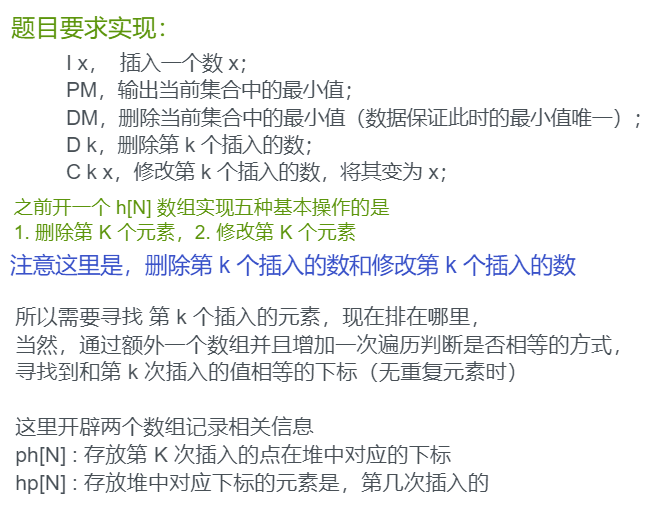 题目要求实现：
I x， 插入一个数 x；
PM，输出当前集合中的最小值；
DM，删除当前集合中的最小值（数据保证此时的最小值唯一）；
D k，删除第 k 个插入的数；
C k x，修改第 k 个插入的数，将其变为 x；
之前开一个 h[N] 数组实现五种基本操作的是
1. 删除第 K 个元素，2. 修改第 K 个元素
注意这里是，删除第 k 个插入的数和修改第 k 个插入的数
所以需要寻找 第 k 个插入的元素，现在排在哪里，
当然，通过额外一个数组并且增加一次遍历判断是否相等的方式，
寻找到和第 k 次插入的值相等的下标（无重复元素时）
这里开辟两个数组记录相关信息
ph[N] : 存放第 K 次插入的点在堆中对应的下标
hp[N] : 存放堆中对应下标的元素是，第几次插入的